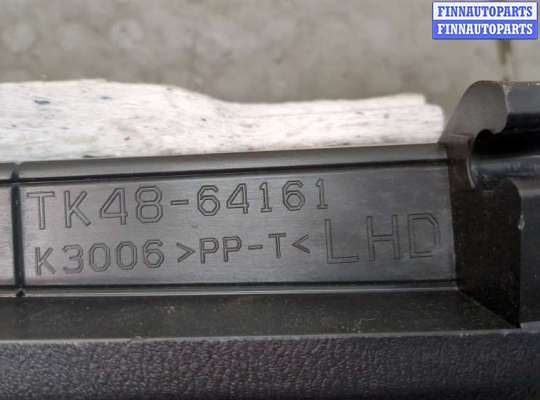 FINNAUTOPARTS
FINNAUTOPARTS
TK48-64161
K3006 >PP-T< LHD